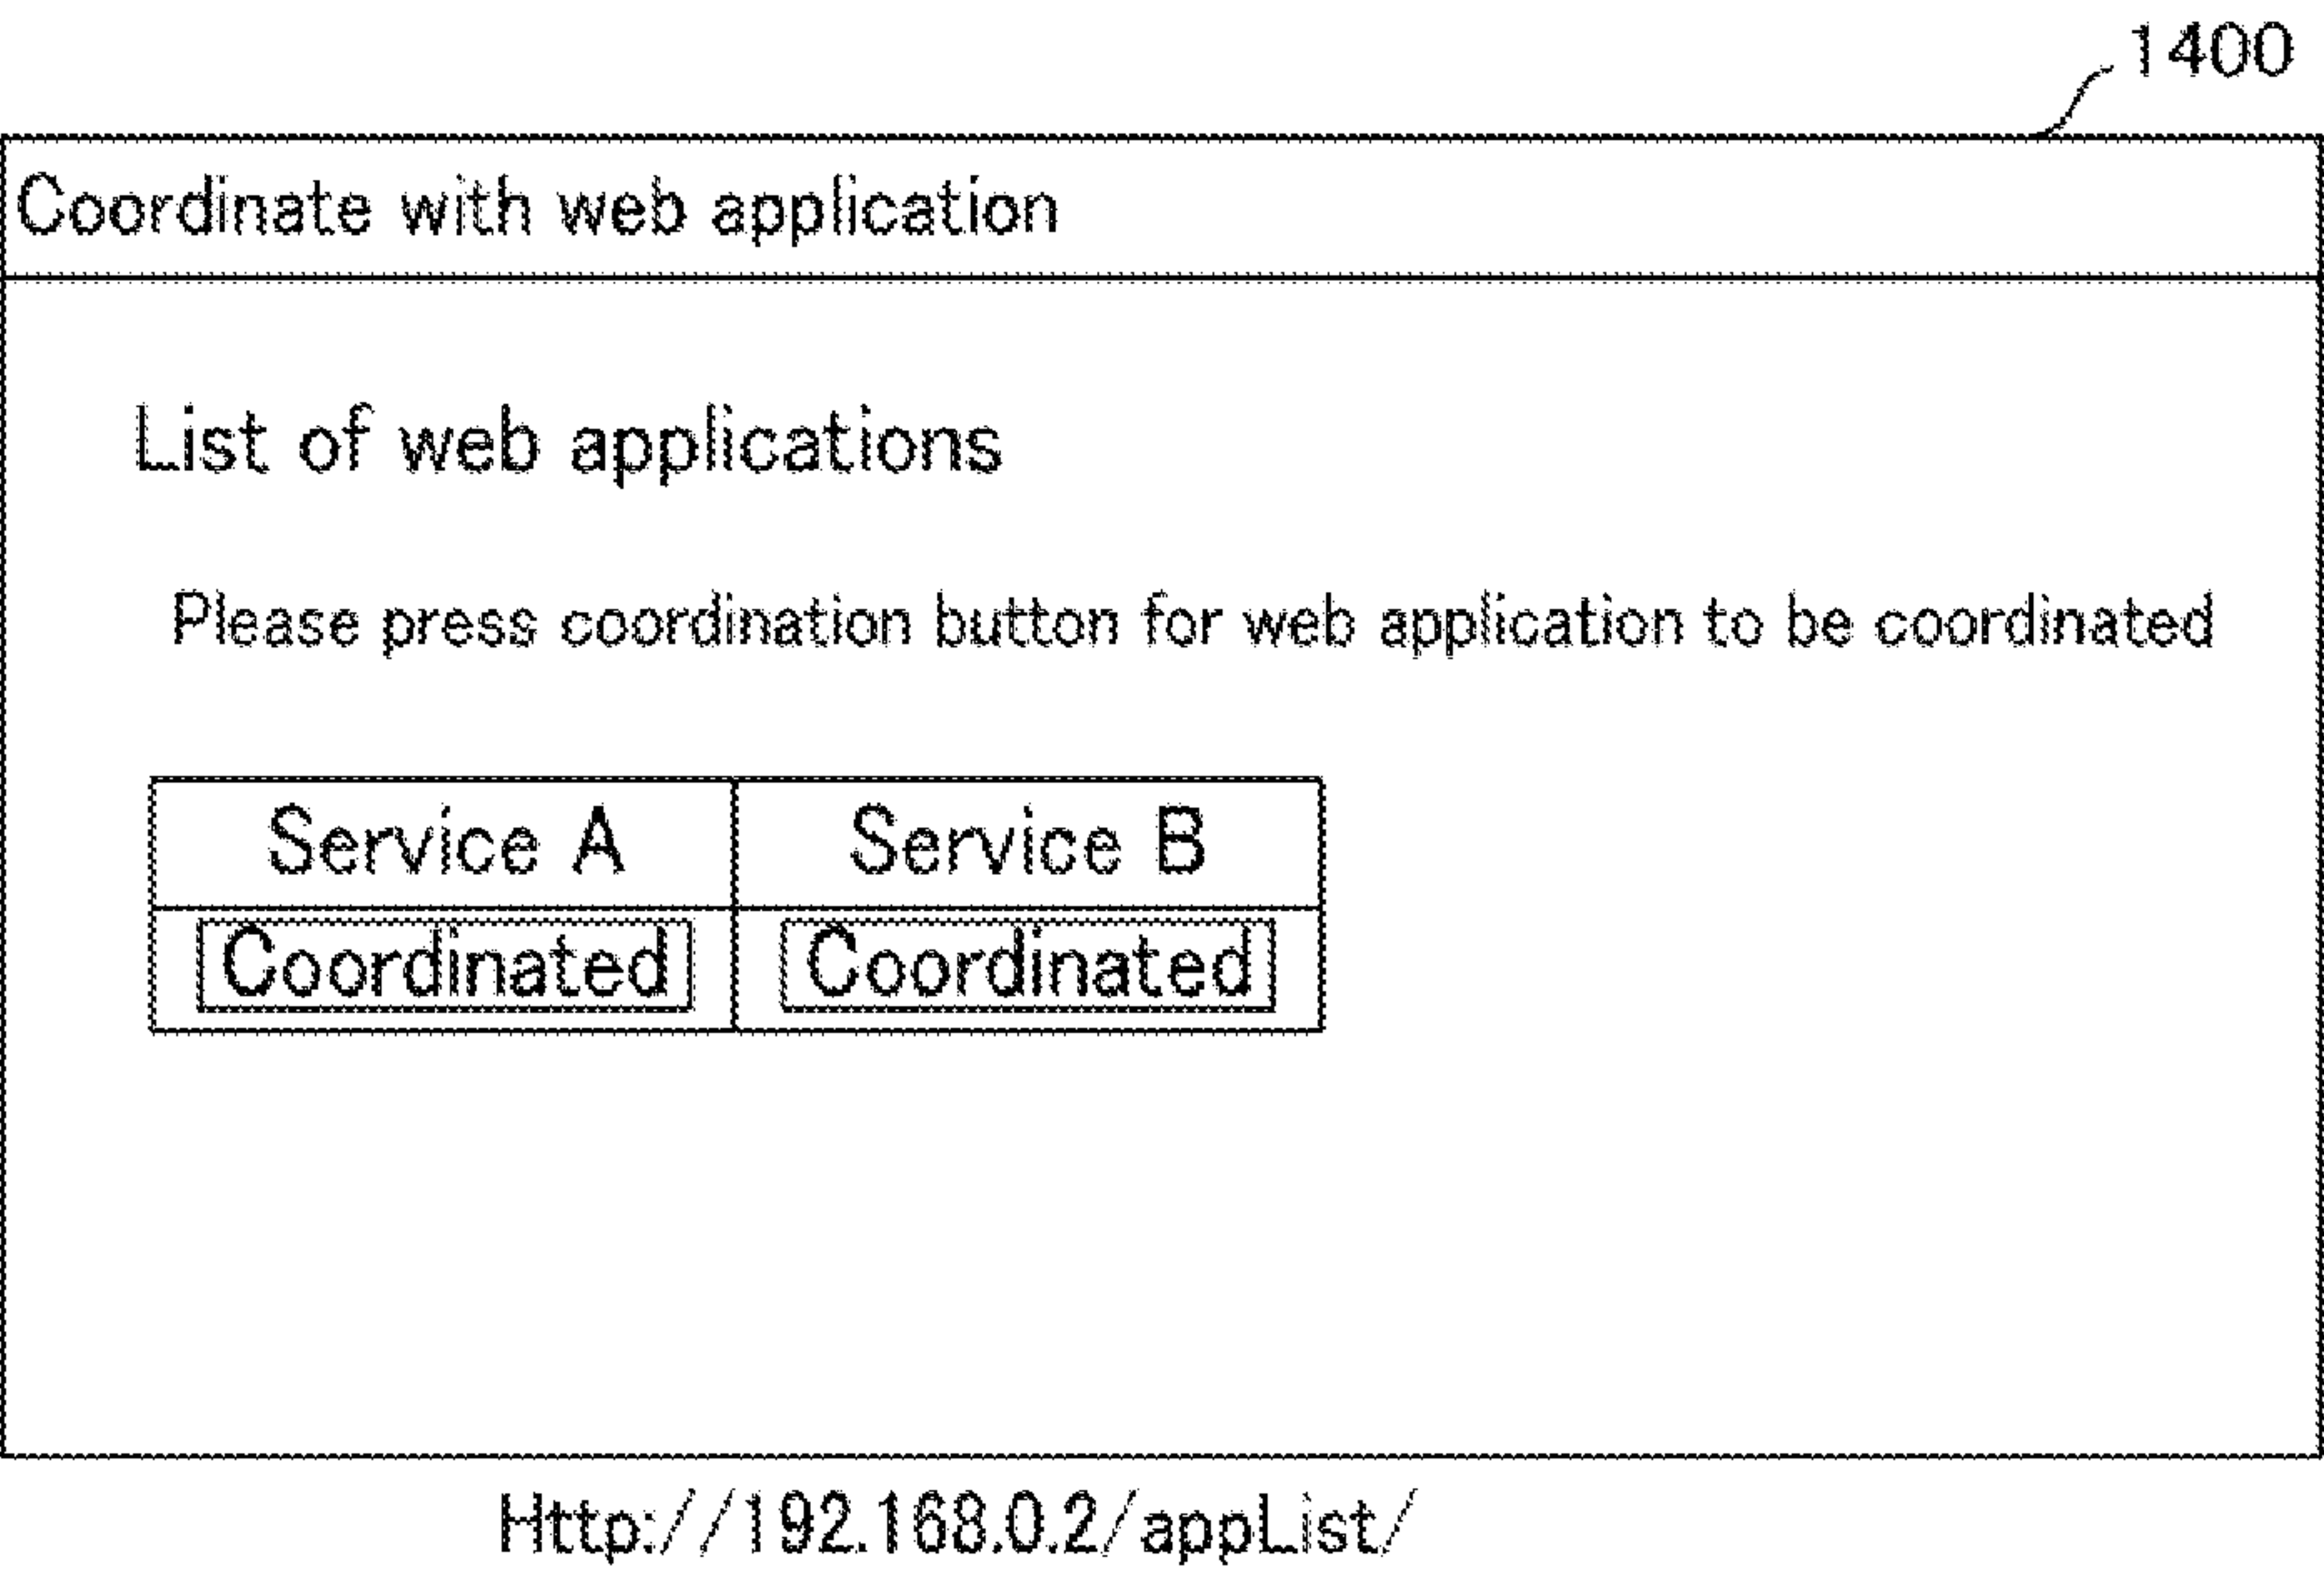 1400
Coordinate with web application
List of web applications
Please press coordination button for web application to be coordinated
Service A Service B
Coordinated Coordinated
Http://192.168.0.2/appList/